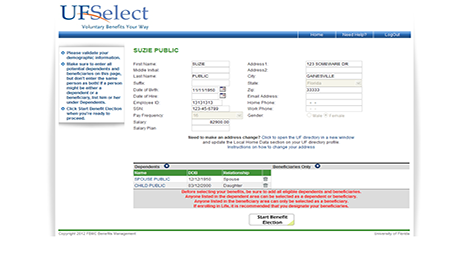 UFSelect
Voluntary Benefits Your Way
Home Need Help? LogOut
Please validate your
demographic information.
Make sure to enter all
potential dependents and
beneficiaries on this page,
but don't enter the same
person as both: if a person
might be either a
dependent or a
beneficiary, list him or her
under Dependents.
Click Start Benefit Election
when you're ready to
proceed.
SUZIE PUBLIC
First Name SUZIE Address1 123 SOMEWARE DR
Middle Initial Address2
Last Name PUBLIC City GAINESVILLE
Suffix State Florida
Date of Birth 11/11/1992 Zip 33333
Date of Hire Email Address
Employee ID 13131313 Home Phone - -
SSN Work Phone - -
Pay Frequency Gender Male Female
Salary 82900.00
Salary Plan
Need to make an address change? Click to open the UF directory in a new window
and update the Local Home Data section on your UF directory profile
Instructions on how to change your address
Dependents Beneficiaries Only
Name DOB Relationship
SPOUSE PUBLIC 12/12/1960 Spouse
CHILD PUBLIC 03/12/2000 Daughter
Before selecting your benefits, be sure to add all eligible dependents and beneficiaries.
Anyone listed in the dependent area can be selected as a dependent or beneficiary.
Anyone listed in the beneficiary area can only be selected as a beneficiary.
If enrolling in Life, it is recommended that you designate your beneficiaries.
Start Benefit
Election
Copyright 2012 FBMC Benefits Management University of Florida